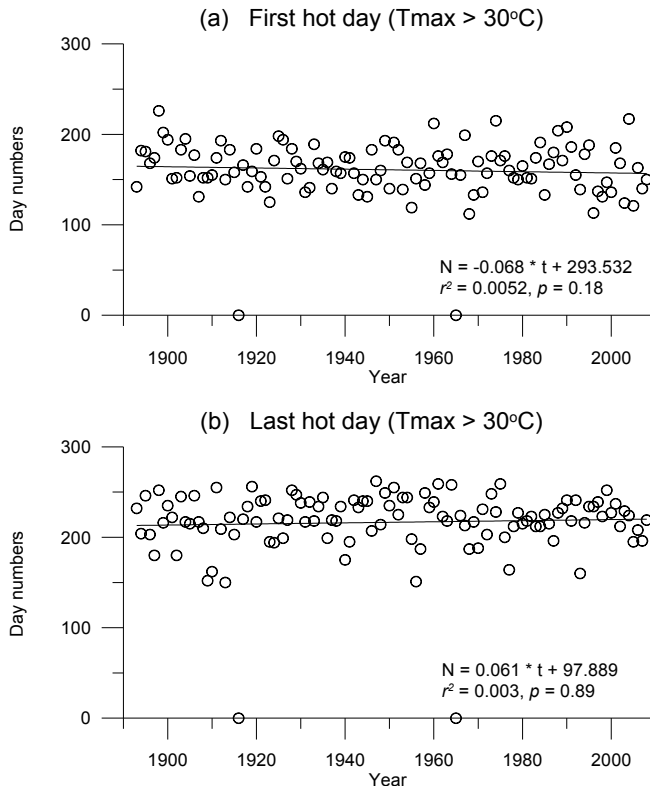 (a) First hot day (Tmax > 30°C)
300
200
100
0
Day numbers
N = -0.068 * t + 293.532
r² = 0.0052, p = 0.18
1900 1920 1940 1960 1980 2000
Year
(b) Last hot day (Tmax > 30°C)
300
200
100
0
Day numbers
N = 0.061 * t + 97.889
r² = 0.003, p = 0.89
1900 1920 1940 1960 1980 2000
Year